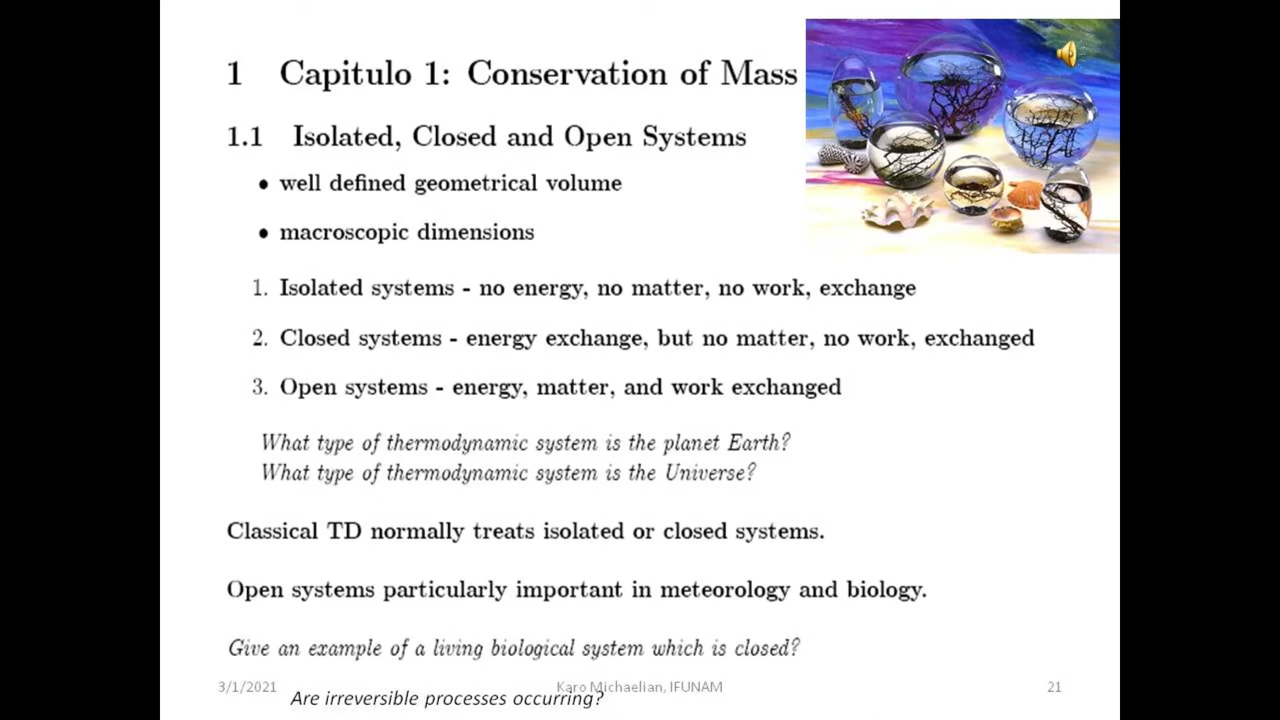 1 Capitulo 1: Conservation of Mass
1.1 Isolated, Closed and Open Systems
• well defined geometrical volume
• macroscopic dimensions
1. Isolated systems - no energy, no matter, no work, exchange
2. Closed systems - energy exchange, but no matter, no work, exchanged
3. Open systems - energy, matter, and work exchanged
What type of thermodynamic system is the planet Earth?
What type of thermodynamic system is the Universe?
Classical TD normally treats isolated or closed systems.
Open systems particularly important in meteorology and biology.
Give an example of a living biological system which is closed?
3/1/2021 Karo Michaelian, IFUNAM 21
Are irreversible processes occurring?